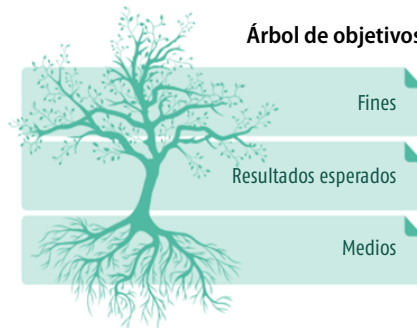 Árbol de objetivos
Fines
Resultados esperados
Medios